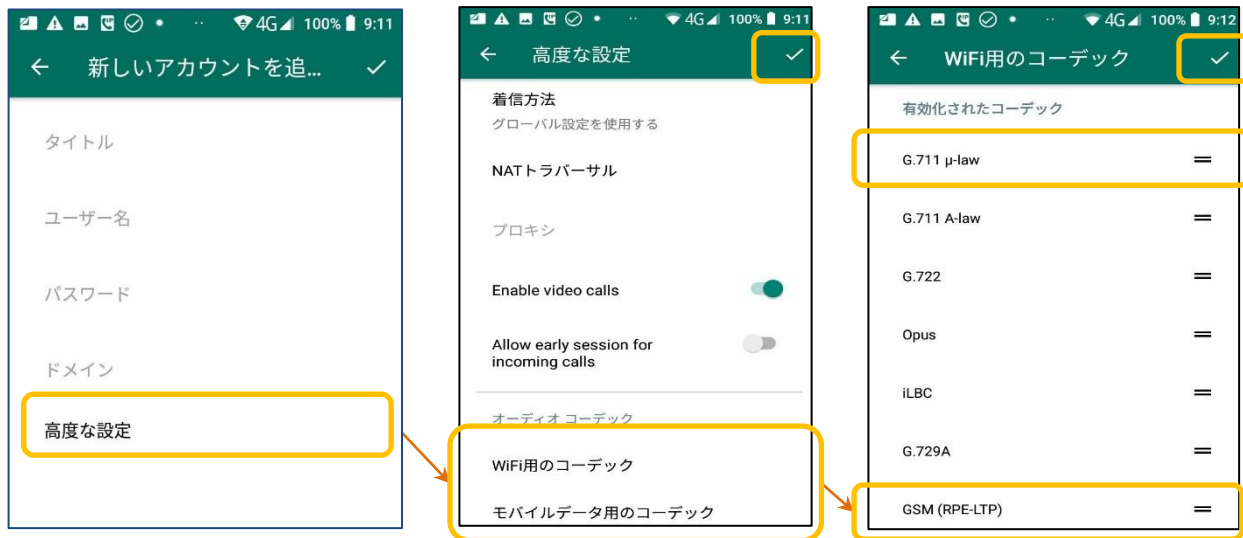 4G 100% 9:11
新しいアカウントを追...
タイトル
ユーザー名
パスワード
ドメイン
高度な設定
4G 100% 9:11
高度な設定
着信方法
グローバル設定を使用する
NATトラバーサル
プロキシ
Enable video calls
Allow early session for
incoming calls
オーディオ コーデック
WiFi用のコーデック
モバイルデータ用のコーデック
4G 100% 9:12
WiFi用のコーデック
有効化されたコーデック
G.711 μ-law
G.711 A-law
G.722
Opus
iLBC
G.729A
GSM (RPE-LTP)